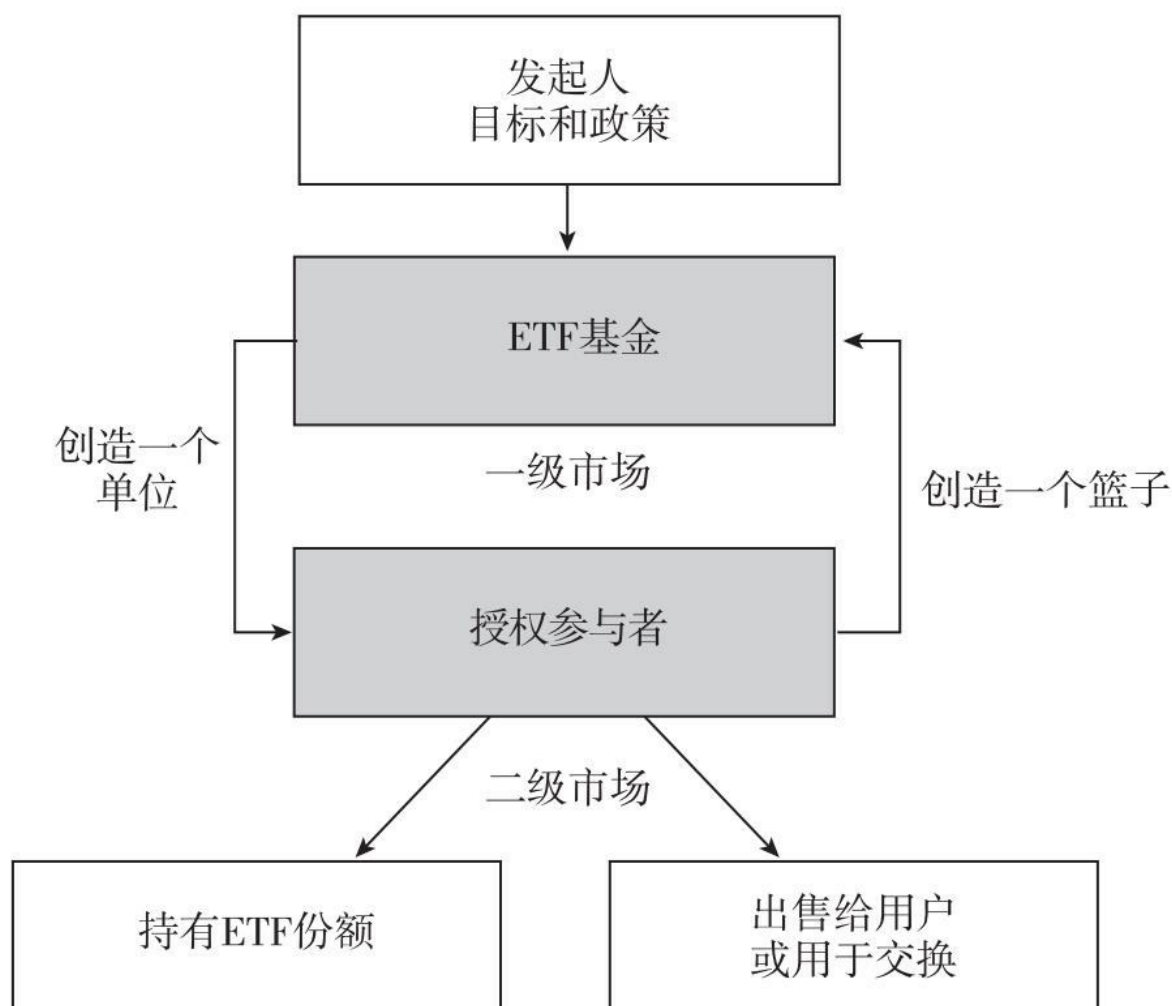 发起人
目标和政策
ETF基金
创造一个
单位
一级市场
创造一个篮子
授权参与者
二级市场
持有ETF份额
出售给用户
或用于交换